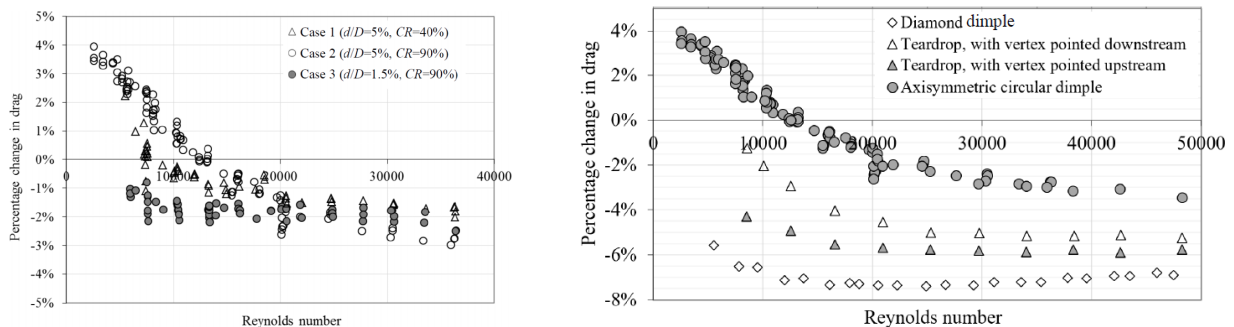 5%
4%
3%
2%
1%
0%
-1%
-2%
-3%
-4%
-5%
Percentage change in drag
Case 1 (d/D=5%, CR=40%)
Case 2 (d/D=5%, CR=90%)
Case 3 (d/D=1.5%, CR=90%)
0
10000
20000
30000
40000
Reynolds number
4%
2%
0%
-2%
-4%
-6%
-8%
Percentage change in drag
Diamond dimple
Teardrop, with vertex pointed downstream
Teardrop, with vertex pointed upstream
Axisymmetric circular dimple
0
10000
20000
30000
40000
50000
Reynolds number